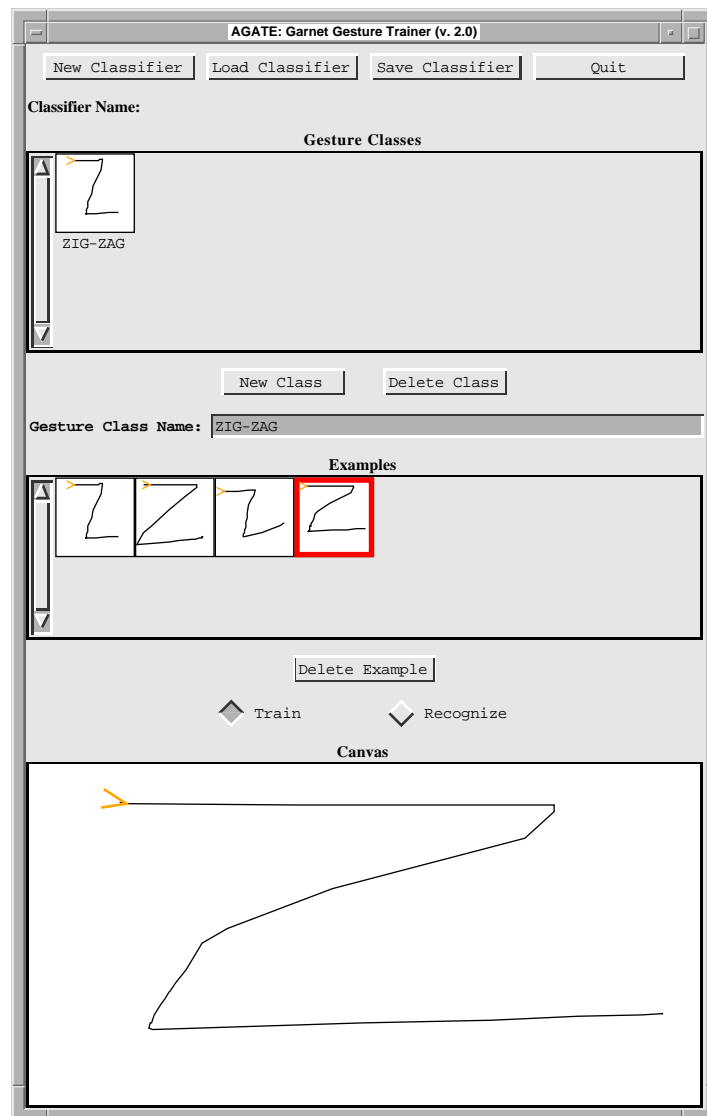 AGATE: Garnet Gesture Trainer (v. 2.0)
New Classifier Load Classifier Save Classifier Quit
Classifier Name:
Gesture Classes
ZIG-ZAG
New Class Delete Class
Gesture Class Name: ZIG-ZAG
Examples
Delete Example
Train Recognize
Canvas